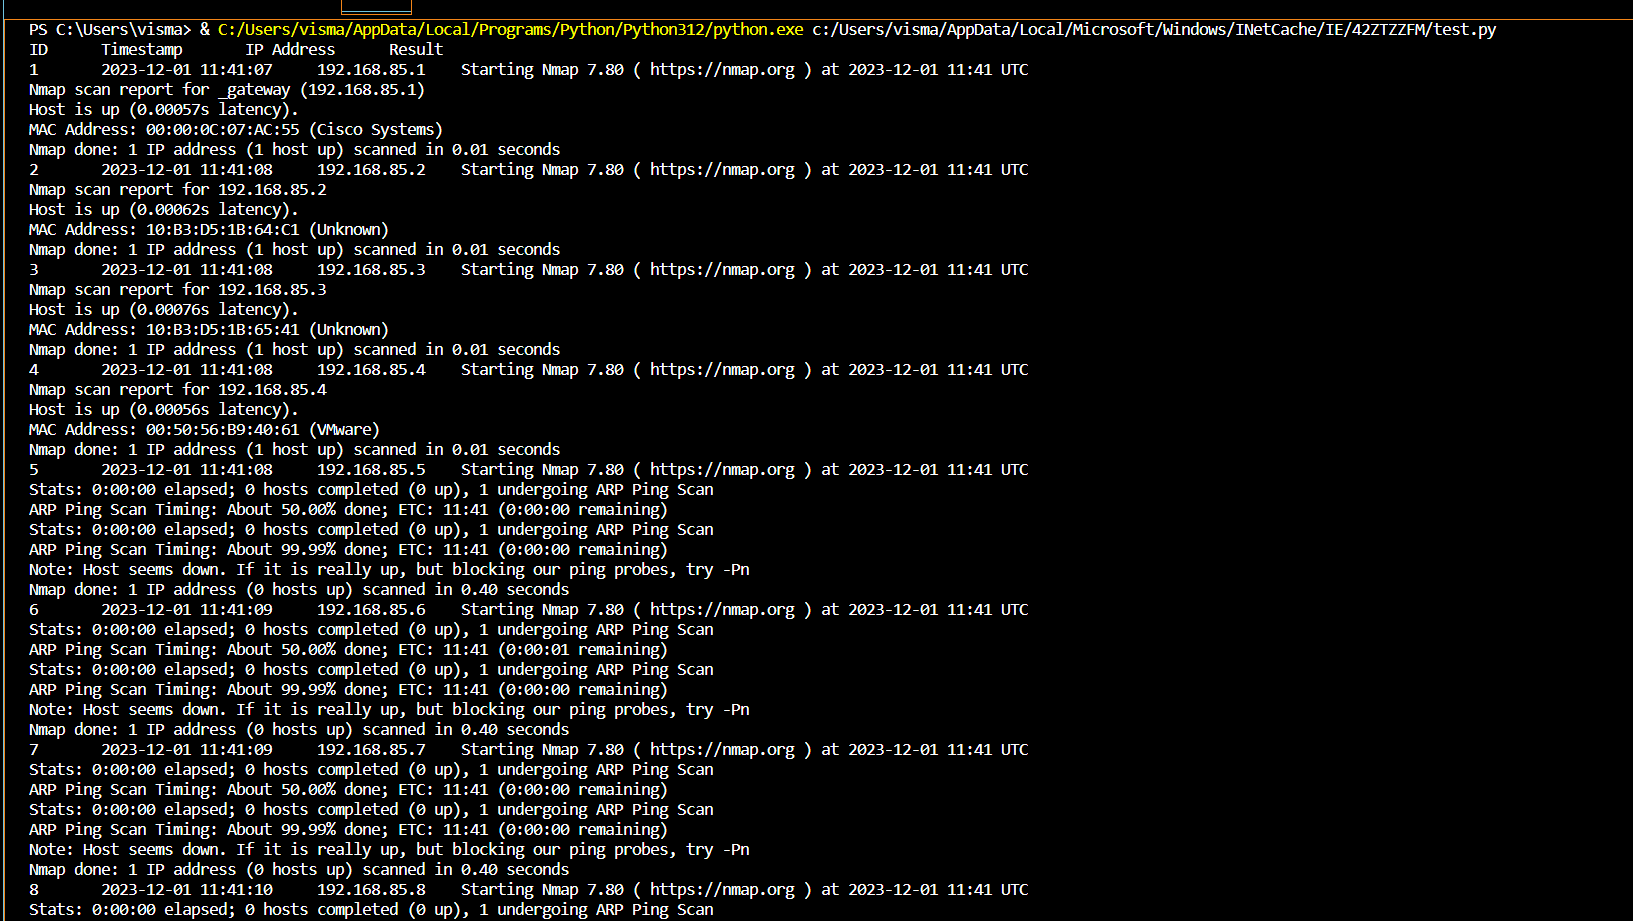 PS C:\Users\visma> & C:/Users/visma/AppData/Local/Programs/Python/Python312/python.exe c:/Users/visma/AppData/Local/Microsoft/Windows/INetCache/IE/42ZTZZFM/test.py
ID      Timestamp       IP Address      Result
1       2023-12-01 11:41:07     192.168.85.1    Starting Nmap 7.80 ( https://nmap.org ) at 2023-12-01 11:41 UTC
Nmap scan report for _gateway (192.168.85.1)
Host is up (0.00057s latency).
MAC Address: 00:00:0C:07:AC:55 (Cisco Systems)
Nmap done: 1 IP address (1 host up) scanned in 0.01 seconds
2       2023-12-01 11:41:08     192.168.85.2    Starting Nmap 7.80 ( https://nmap.org ) at 2023-12-01 11:41 UTC
Nmap scan report for 192.168.85.2
Host is up (0.00062s latency).
MAC Address: 10:B3:D5:1B:64:C1 (Unknown)
Nmap done: 1 IP address (1 host up) scanned in 0.01 seconds
3       2023-12-01 11:41:08     192.168.85.3    Starting Nmap 7.80 ( https://nmap.org ) at 2023-12-01 11:41 UTC
Nmap scan report for 192.168.85.3
Host is up (0.00076s latency).
MAC Address: 10:B3:D5:1B:65:41 (Unknown)
Nmap done: 1 IP address (1 host up) scanned in 0.01 seconds
4       2023-12-01 11:41:08     192.168.85.4    Starting Nmap 7.80 ( https://nmap.org ) at 2023-12-01 11:41 UTC
Nmap scan report for 192.168.85.4
Host is up (0.00056s latency).
MAC Address: 00:50:56:B9:40:61 (VMware)
Nmap done: 1 IP address (1 host up) scanned in 0.01 seconds
5       2023-12-01 11:41:08     192.168.85.5    Starting Nmap 7.80 ( https://nmap.org ) at 2023-12-01 11:41 UTC
Stats: 0:00:00 elapsed; 0 hosts completed (0 up), 1 undergoing ARP Ping Scan
ARP Ping Scan Timing: About 50.00% done; ETC: 11:41 (0:00:00 remaining)
Stats: 0:00:00 elapsed; 0 hosts completed (0 up), 1 undergoing ARP Ping Scan
ARP Ping Scan Timing: About 99.99% done; ETC: 11:41 (0:00:00 remaining)
Note: Host seems down. If it is really up, but blocking our ping probes, try -Pn
Nmap done: 1 IP address (0 hosts up) scanned in 0.40 seconds
6       2023-12-01 11:41:09     192.168.85.6    Starting Nmap 7.80 ( https://nmap.org ) at 2023-12-01 11:41 UTC
Stats: 0:00:00 elapsed; 0 hosts completed (0 up), 1 undergoing ARP Ping Scan
ARP Ping Scan Timing: About 50.00% done; ETC: 11:41 (0:00:01 remaining)
Stats: 0:00:00 elapsed; 0 hosts completed (0 up), 1 undergoing ARP Ping Scan
ARP Ping Scan Timing: About 99.99% done; ETC: 11:41 (0:00:00 remaining)
Note: Host seems down. If it is really up, but blocking our ping probes, try -Pn
Nmap done: 1 IP address (0 hosts up) scanned in 0.40 seconds
7       2023-12-01 11:41:09     192.168.85.7    Starting Nmap 7.80 ( https://nmap.org ) at 2023-12-01 11:41 UTC
Stats: 0:00:00 elapsed; 0 hosts completed (0 up), 1 undergoing ARP Ping Scan
ARP Ping Scan Timing: About 50.00% done; ETC: 11:41 (0:00:00 remaining)
Stats: 0:00:00 elapsed; 0 hosts completed (0 up), 1 undergoing ARP Ping Scan
ARP Ping Scan Timing: About 99.99% done; ETC: 11:41 (0:00:00 remaining)
Note: Host seems down. If it is really up, but blocking our ping probes, try -Pn
Nmap done: 1 IP address (0 hosts up) scanned in 0.40 seconds
8       2023-12-01 11:41:10     192.168.85.8    Starting Nmap 7.80 ( https://nmap.org ) at 2023-12-01 11:41 UTC
Stats: 0:00:00 elapsed; 0 hosts completed (0 up), 1 undergoing ARP Ping Scan